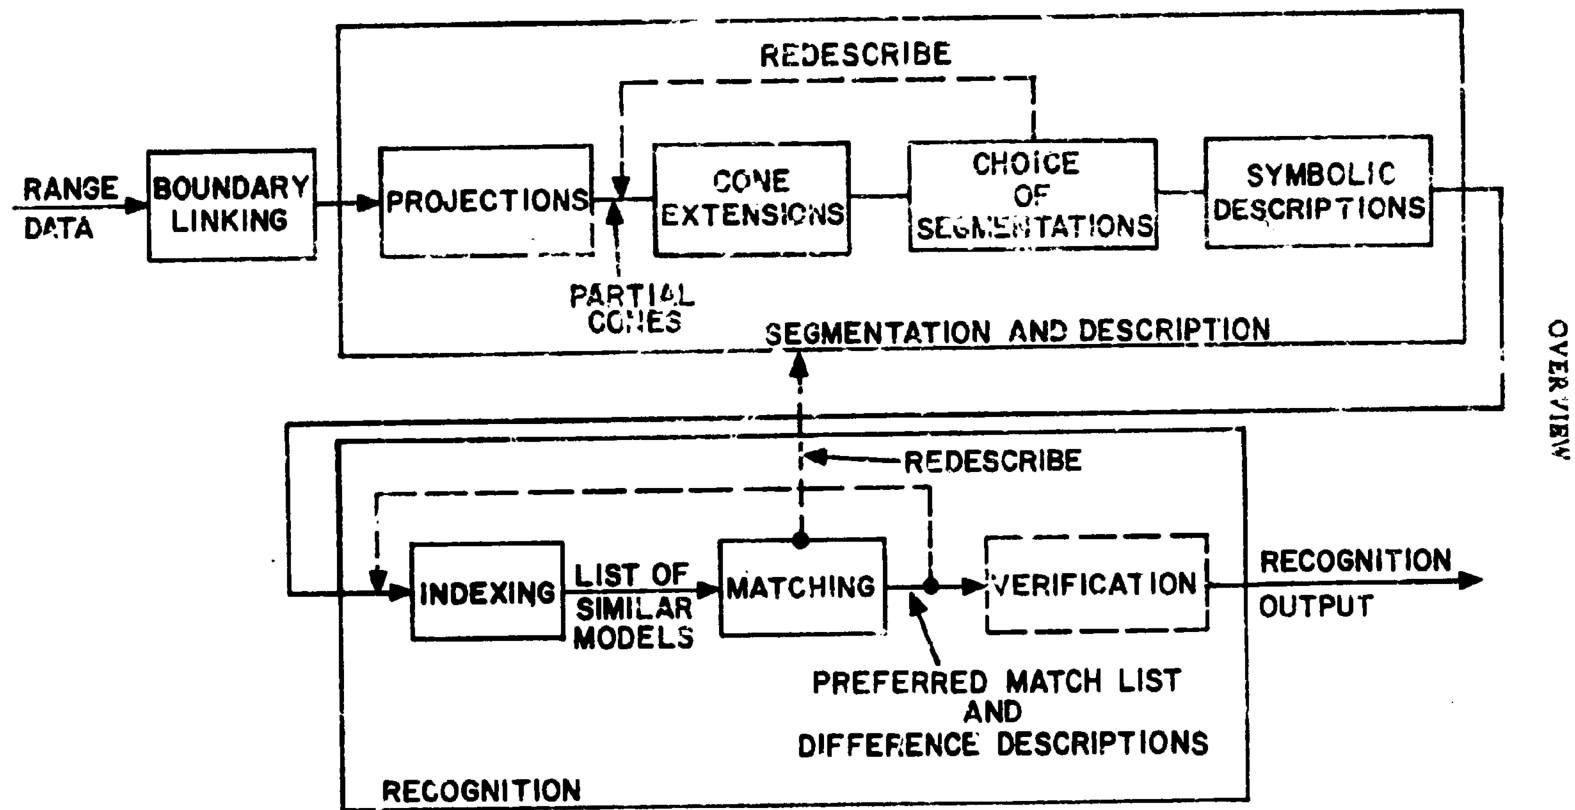 REDESCRIBE
RANGE
DATA
BOUNDARY
LINKING
PROJECTIONS
CONE
EXTENSIONS
CHOICE
OF
SEGMENTATIONS
SYMBOLIC
DESCRIPTIONS
PARTIAL
CONES
SEGMENTATION AND DESCRIPTION
OVERVIEW
REDESCRIBE
INDEXING
LIST OF
SIMILAR
MODELS
MATCHING
VERIFICATION
RECOGNITION
OUTPUT
PREFERRED MATCH LIST
AND
DIFFERENCE DESCRIPTIONS
RECOGNITION